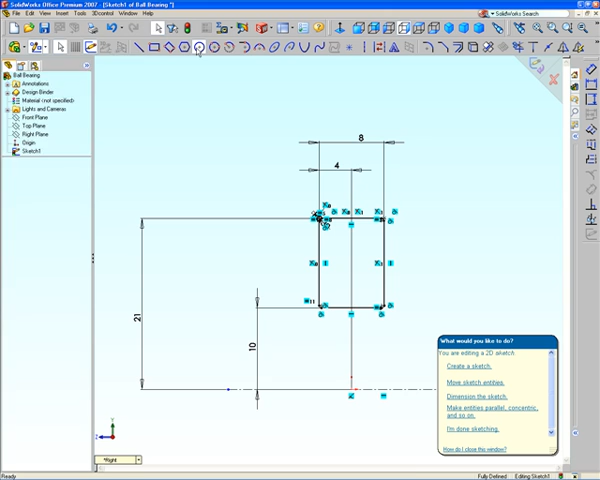 SolidWorks Office Premium 2007 - [Sketch1 of Ball Bearing *]
File Edit View Insert Tools 3Dcontrol Window Help
SolidWorks Search
Ball Bearing
Annotations
Design Binder
Material <not specified>
Lights and Cameras
Front Plane
Top Plane
Right Plane
Origin
Sketch1
8
4
21
10
What would you like to do?
You are editing a 2D sketch
Create a sketch.
Move sketch entities.
Dimension the sketch.
Make entities parallel, concentric,
and so on.
I'm done sketching.
How do I close this window?
Y
Z
*Right
Ready Fully Defined Editing Sketch1